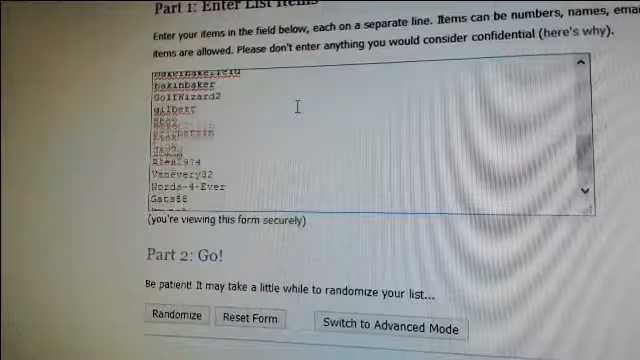 Part 1: Enter List Items
Enter your items in the field below, each on a separate line. Items can be numbers, names, emai
items are allowed. Please don't enter anything you would consider confidential (here's why).
bakinbaker
GolfWizard2
gilbert
Vanevery32
Nords-4-Ever
Gaca88
(you're viewing this form securely)
Part 2: Go!
Be patient! It may take a little while to randomize your list...
Randomize
Reset Form
Switch to Advanced Mode